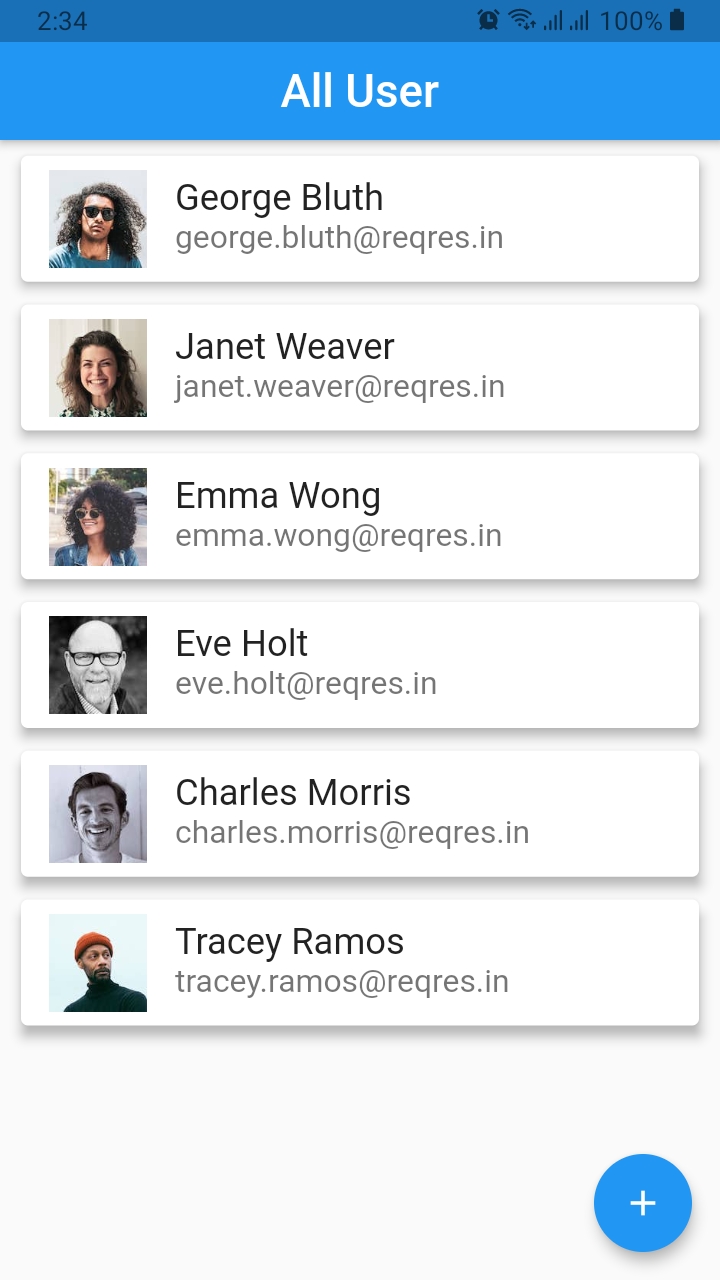 2:34 100%
All User
George Bluth
george.bluth@reqres.in
Janet Weaver
janet.weaver@reqres.in
Emma Wong
emma.wong@reqres.in
Eve Holt
eve.holt@reqres.in
Charles Morris
charles.morris@reqres.in
Tracey Ramos
tracey.ramos@reqres.in
+